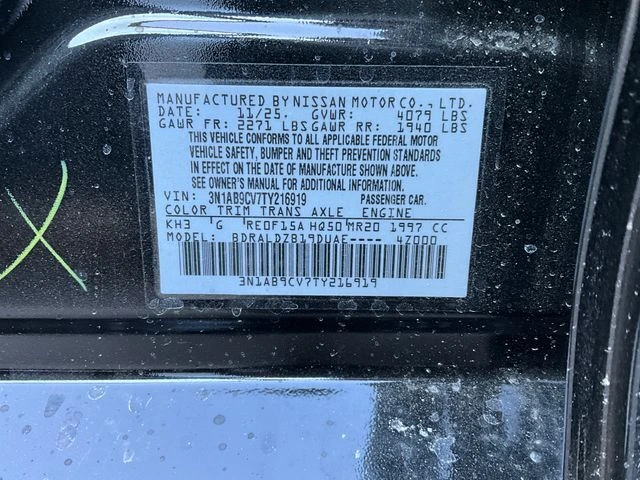 MANUFACTURED BY NISSAN MOTOR CO., LTD.
DATE: 11/25. GVWR: 4079 LBS
GAWR FR: 2271 LBS GAWR RR: 1940 LBS
THIS VEHICLE CONFORMS TO ALL APPLICABLE FEDERAL MOTOR
VEHICLE SAFETY, BUMPER AND THEFT PREVENTION STANDARDS
IN EFFECT ON THE DATE OF MANUFACTURE SHOWN ABOVE.
SEE OWNER'S MANUAL FOR ADDITIONAL INFORMATION.
VIN: 3N1AB9CV7TY216919 PASSENGER CAR.
COLOR TRIM TRANS AXLE ENGINE
KH3 G RE0F15A HQ50 MR20 1997 CC
MODEL: BDRALDZB19DUAE---- 47000
3N1AB9CV7TY216919